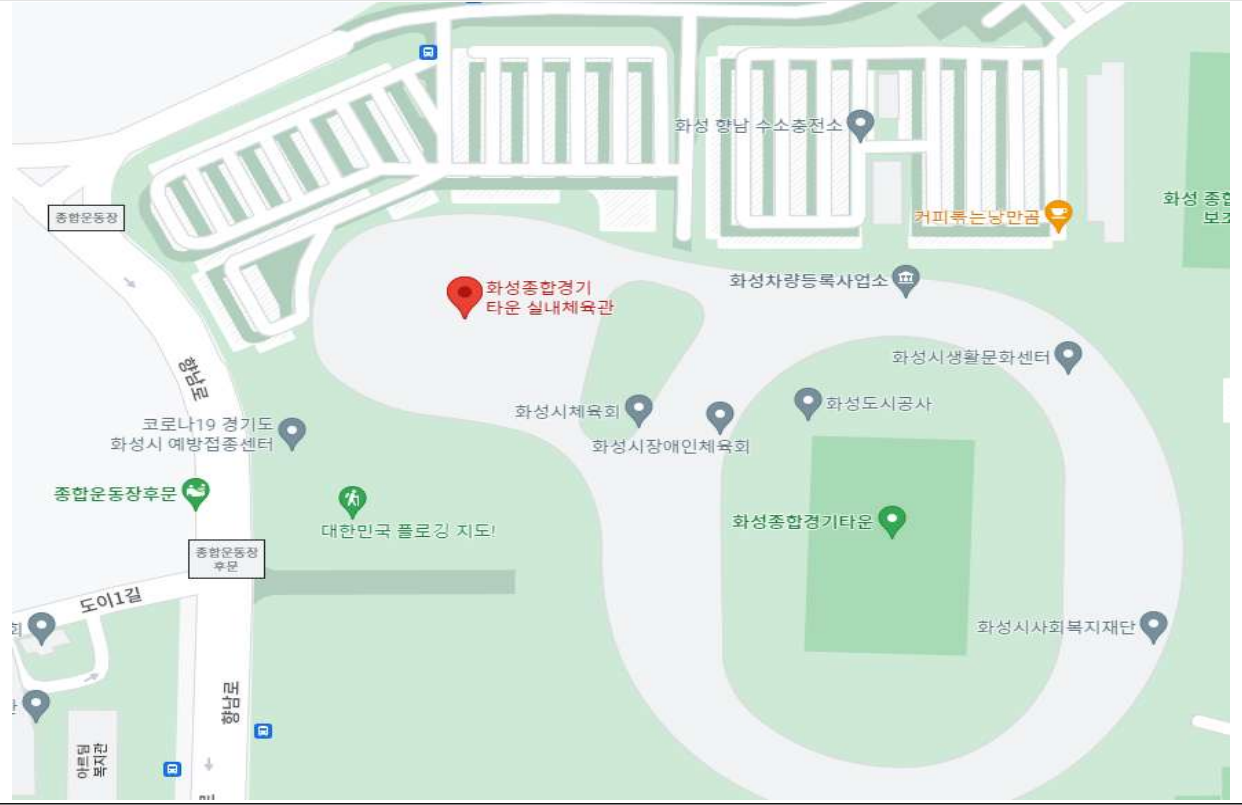 화성 향남 수소충전소
화성 종합
보조
종합운동장
커피볶는낭만곰
화성차량등록사업소
화성종합경기
타운 실내체육관
화성시생활문화센터
향남로
화성시체육회
화성도시공사
코로나19 경기도
화성시 예방접종센터
화성시장애인체육회
종합운동장후문
대한민국 플로깅 지도!
화성종합경기타운
종합운동장
후문
도이1길
회
화성시사회복지재단
향남로
아르딤
복지관